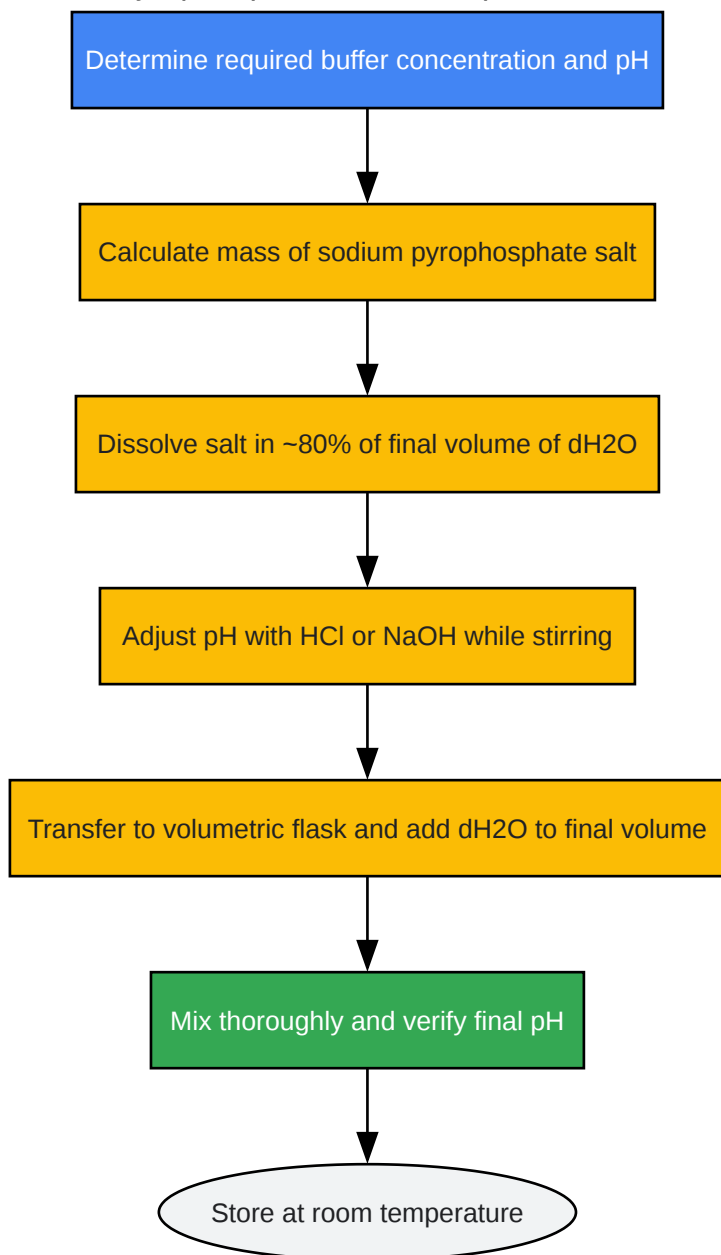 Determine required buffer concentration and pH
Calculate mass of sodium pyrophosphate salt
Dissolve salt in ~80% of final volume of dH2O
Adjust pH with HCl or NaOH while stirring
Transfer to volumetric flask and add dH2O to final volume
Mix thoroughly and verify final pH
Store at room temperature